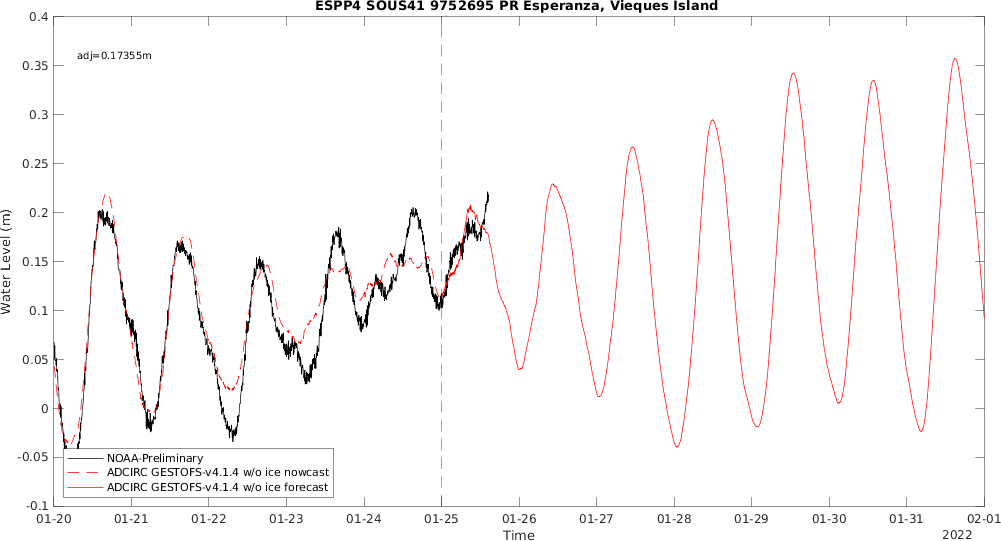 ESPP4 SOUS41 9752695 PR Esperanza, Vieques Island
0.4
adj=0.17355m
0.35
0.3
0.25
0.2
0.15
0.1
0.05
0
-0.05
-0.1
Water Level (m)
NOAA-Preliminary
ADCIRC GESTOFS-v4.1.4 w/o ice nowcast
ADCIRC GESTOFS-v4.1.4 w/o ice forecast
01-20 01-21 01-22 01-23 01-24 01-25 01-26 01-27 01-28 01-29 01-30 01-31 02-01
Time
2022